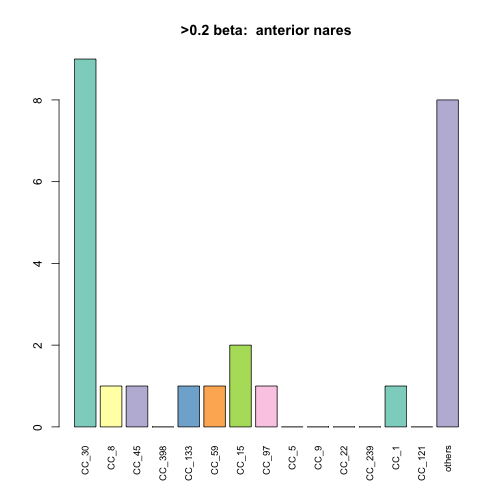 >0.2 beta:  anterior nares
8
6
4
2
0
CC_30
CC_8
CC_45
CC_398
CC_133
CC_59
CC_15
CC_97
CC_5
CC_9
CC_22
CC_239
CC_1
CC_121
others